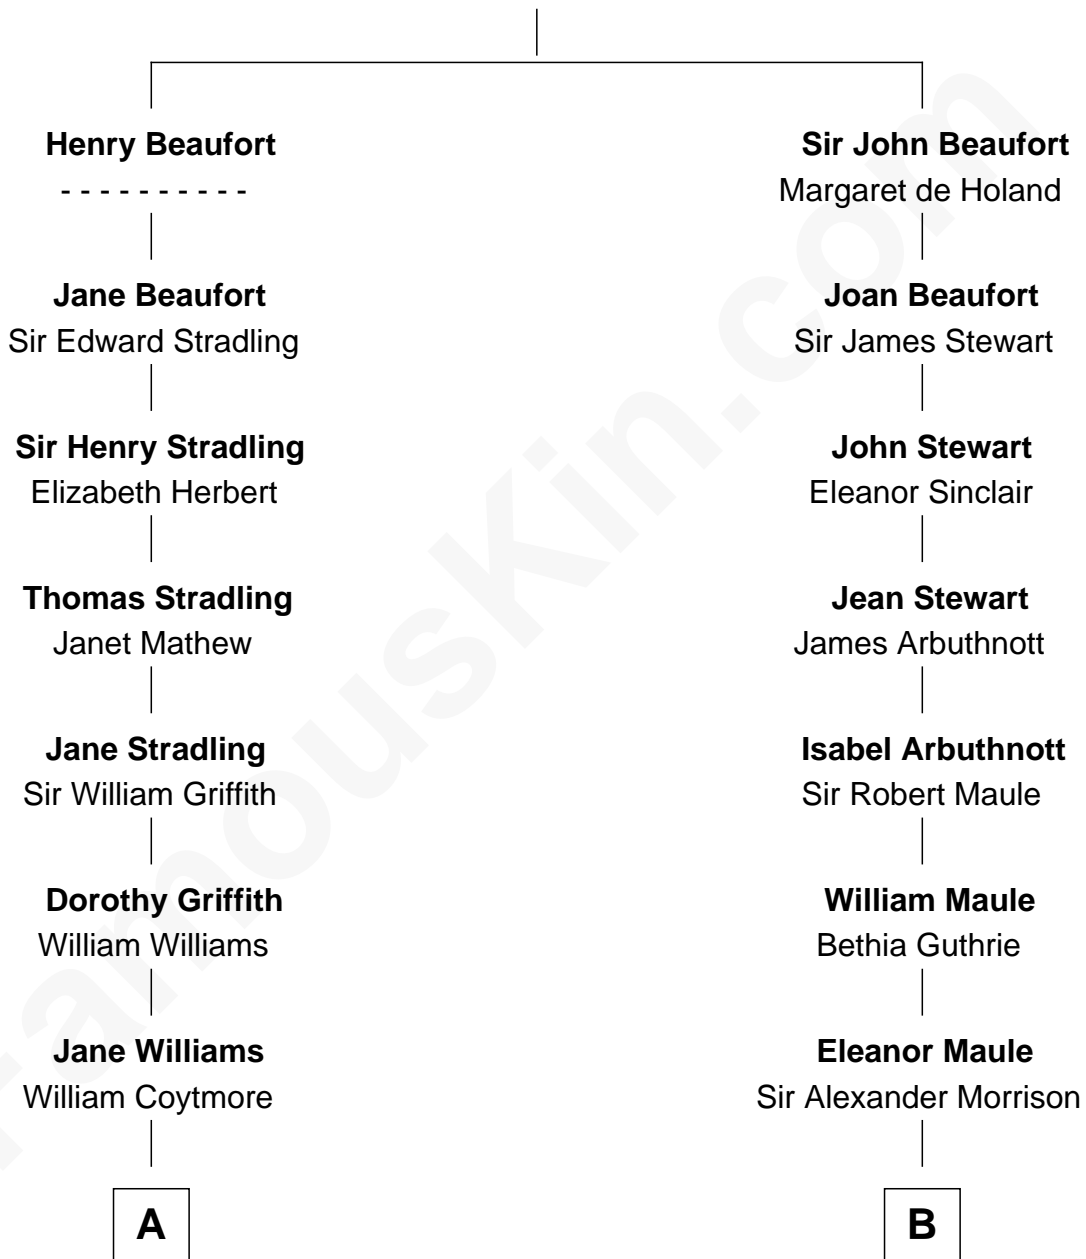 Henry Beaufort
- - - - - - - - - -
Jane Beaufort
Sir Edward Stradling
Sir Henry Stradling
Elizabeth Herbert
Thomas Stradling
Janet Mathew
Jane Stradling
Sir William Griffith
Dorothy Griffith
William Williams
Jane Williams
William Coytmore
A
Sir John Beaufort
Margaret de Holand
Joan Beaufort
Sir James Stewart
John Stewart
Eleanor Sinclair
Jean Stewart
James Arbuthnott
Isabel Arbuthnott
Sir Robert Maule
William Maule
Bethia Guthrie
Eleanor Maule
Sir Alexander Morrison
B
FamousKin.com